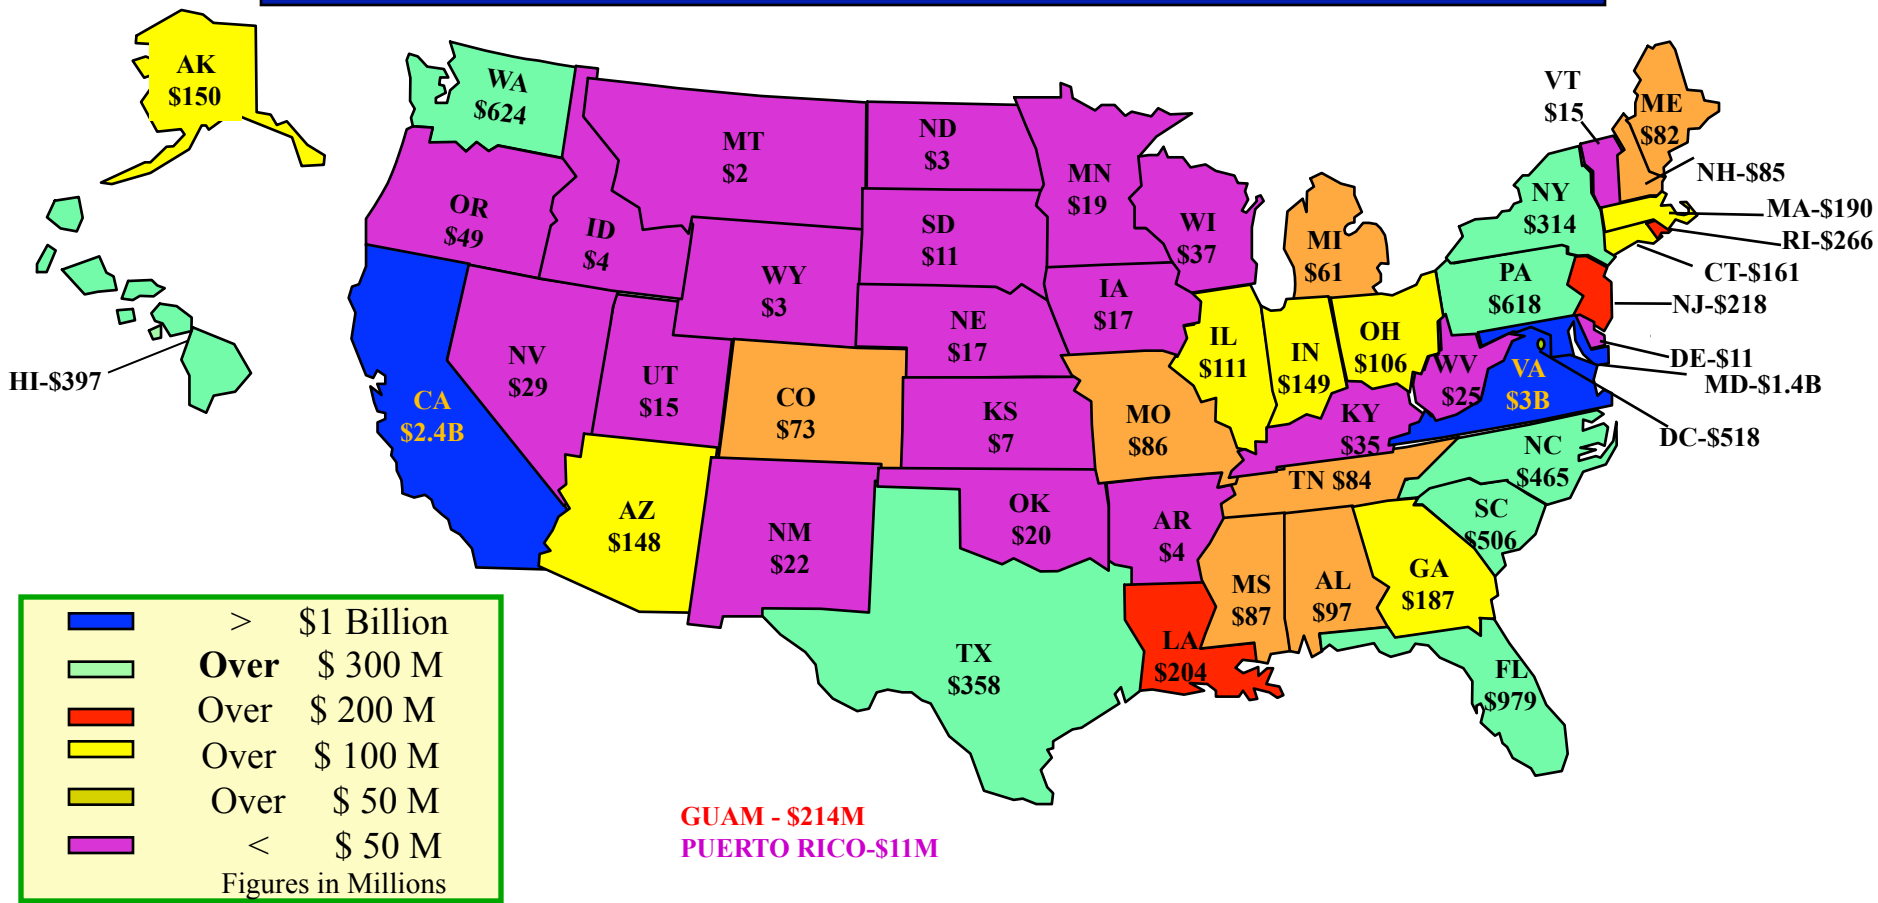 AK
$150
WA
$624
MT
$2
ND
$3
MN
$19
VT
$15
ME
$82
NH-$85
MA-$190
RI-$266
CT-$161
NJ-$218
DE-$11
MD-$1.4B
DC-$518
OR
$49
ID
$4
SD
$11
WI
$37
MI
$61
NY
$314
PA
$618
WY
$3
IA
$17
NE
$17
IL
$111
IN
$149
OH
$106
WV
$25
VA
$3B
HI-$397
CA
$2.4B
NV
$29
UT
$15
CO
$73
KS
$7
MO
$86
KY
$35
NC
$465
TN $84
SC
$506
AZ
$148
NM
$22
OK
$20
AR
$4
MS
$87
AL
$97
GA
$187
TX
$358
LA
$204
FL
$979
> $1 Billion
Over $ 300 M
Over $ 200 M
Over $ 100 M
Over $ 50 M
< $ 50 M
Figures in Millions
GUAM - $214M
PUERTO RICO-$11M